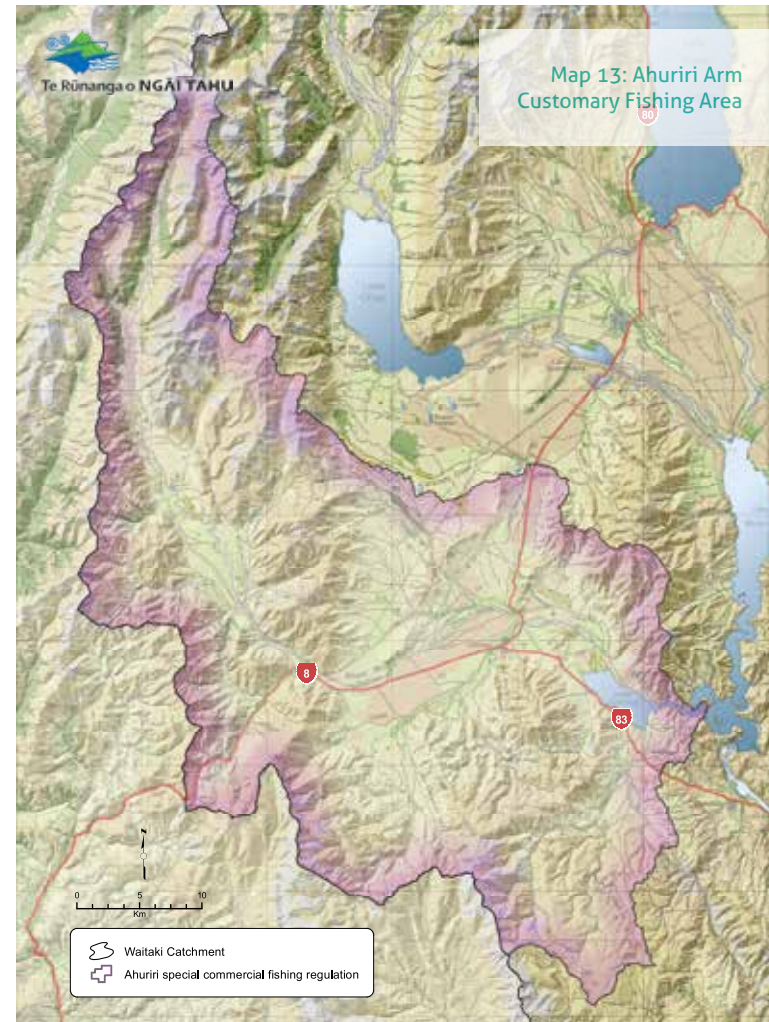 Te Rūnanga o NGĀI TAHU
Map 13: Ahuriri Arm
Customary Fishing Area
80
8
83
N
0 5 10
Km
Waitaki Catchment
Ahuriri special commercial fishing regulation